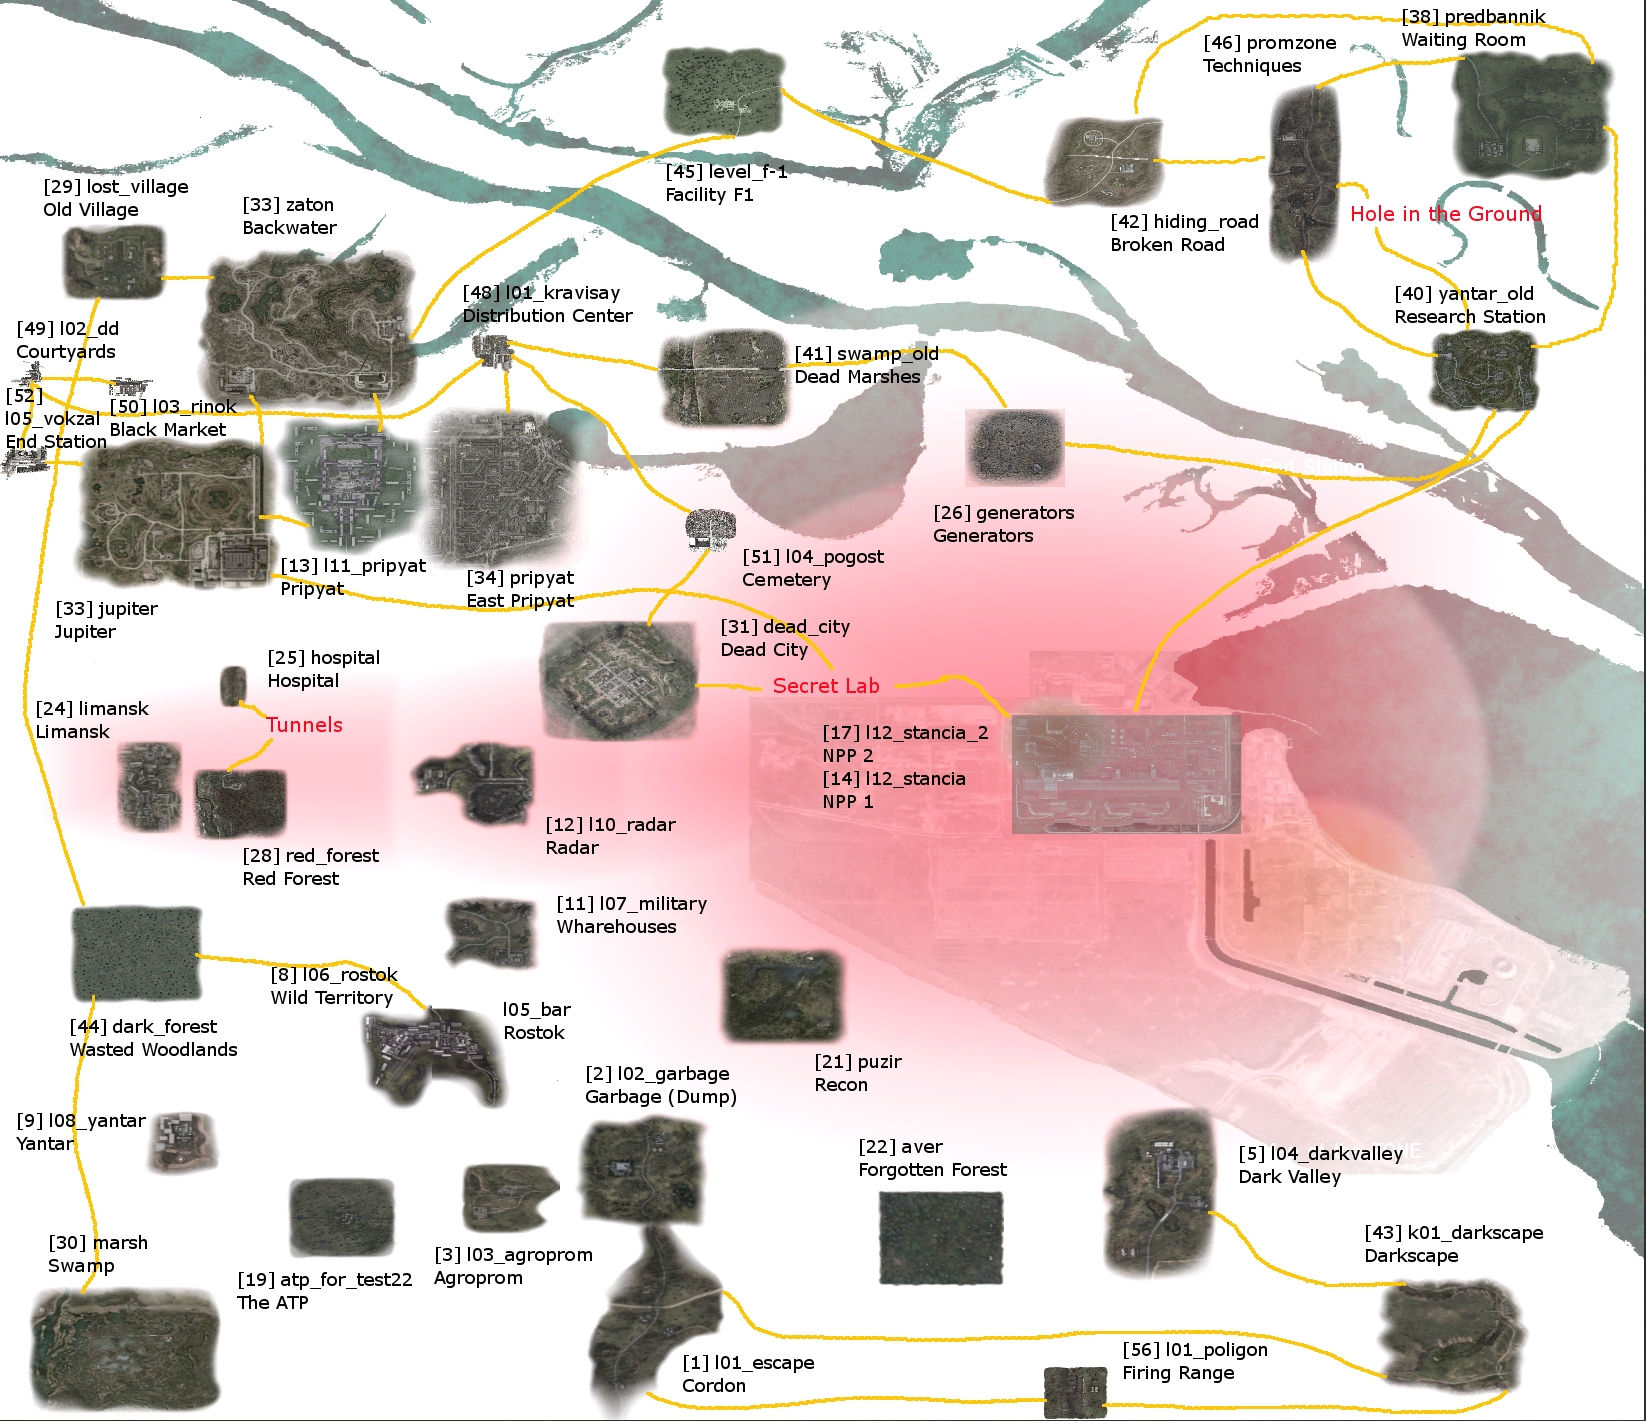 [38] predbannik
Waiting Room
[46] promzone
Techniques
[45] level_f-1
Facility F1
[29] lost_village
Old Village
[33] zaton
Backwater
[42] hiding_road
Broken Road
Hole in the Ground
[48] l01_kravisay
Distribution Center
[40] yantar_old
Research Station
[49] l02_dd
Courtyards
[41] swamp_old
Dead Marshes
[52]
l05_vokzal
End Station
[50] l03_rinok
Black Market
End Station
[26] generators
Generators
[51] l04_pogost
Cemetery
[13] l11_pripyat
Pripyat
[34] pripyat
East Pripyat
[33] jupiter
Jupiter
[31] dead_city
Dead City
[25] hospital
Hospital
Secret Lab
[24] limansk
Limansk
Tunnels
[17] l12_stancia_2
NPP 2
[14] l12_stancia
NPP 1
[12] l10_radar
Radar
[28] red_forest
Red Forest
[11] l07_military
Wharehouses
[8] l06_rostok
Wild Territory
l05_bar
Rostok
[44] dark_forest
Wasted Woodlands
[21] puzir
Recon
[2] l02_garbage
Garbage (Dump)
[9] l08_yantar
Yantar
[22] aver
Forgotten Forest
[5] l04_darkvalley
Dark Valley
[30] marsh
Swamp
[3] l03_agroprom
Agroprom
[43] k01_darkscape
Darkscape
[19] atp_for_test22
The ATP
[1] l01_escape
Cordon
[56] l01_poligon
Firing Range